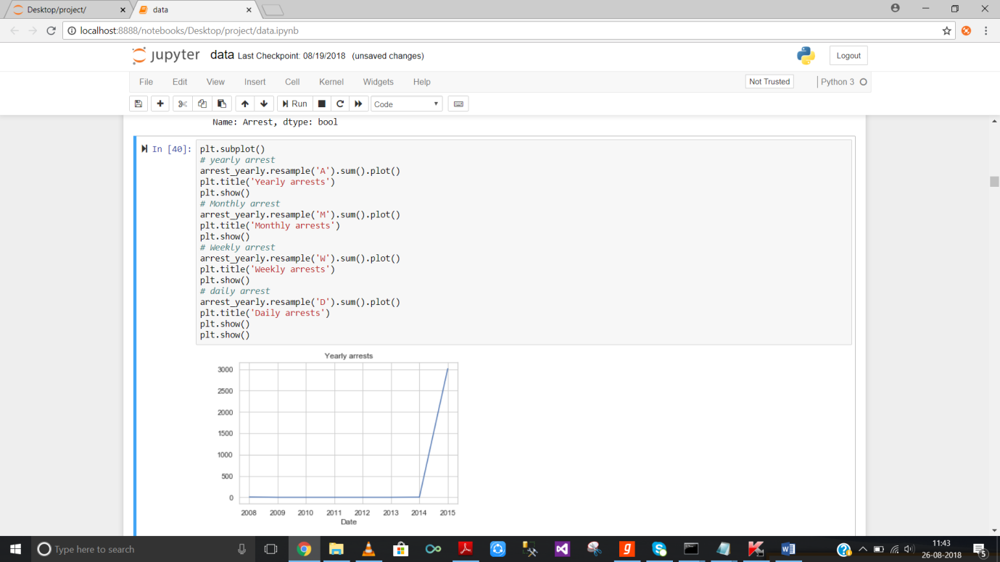 Desktop/project/
data
localhost:8888/notebooks/Desktop/project/data.ipynb
jupyter data Last Checkpoint: 08/19/2018 (unsaved changes)
Logout
File Edit View Insert Cell Kernel Widgets Help
Not Trusted
Python 3
Run
Code
Name: Arrest, dtype: bool
In [40]:
plt.subplot()
# yearly arrest
arrest_yearly.resample('A').sum().plot()
plt.title('Yearly arrests')
plt.show()
# Monthly arrest
arrest_yearly.resample('M').sum().plot()
plt.title('Monthly arrests')
plt.show()
# Weekly arrest
arrest_yearly.resample('W').sum().plot()
plt.title('Weekly arrests')
plt.show()
# daily arrest
arrest_yearly.resample('D').sum().plot()
plt.title('Daily arrests')
plt.show()
plt.show()
Yearly arrests
3000
2500
2000
1500
1000
500
0
2008 2009 2010 2011 2012 2013 2014 2015
Date
Type here to search
11:43
26-08-2018
5